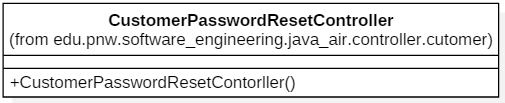 CustomerPasswordResetController
(from edu.pnw.software_engineering.java_air.controller.cutomer)
+CustomerPasswordResetContorller()